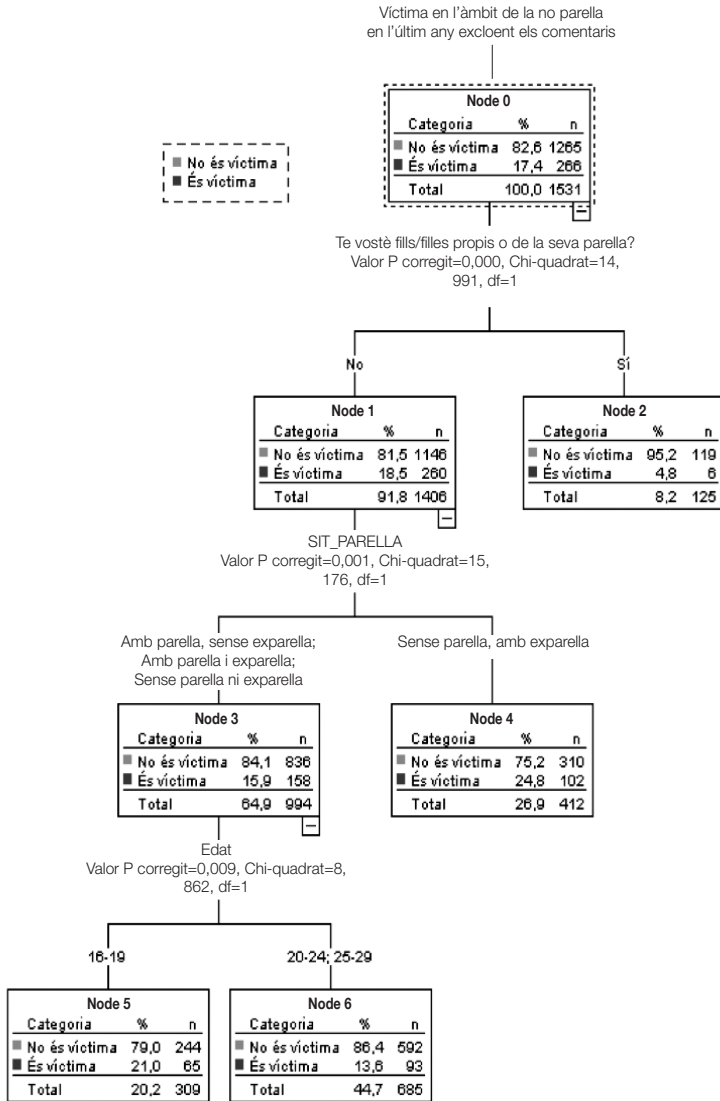 Víctima en l'àmbit de la no parella
en l'últim any excloent els comentaris
Node 0
Categoria % n
No és víctima 82,6 1265
És víctima 17,4 266
Total 100,0 1531
No és víctima
És víctima
Te vostè fills/filles propis o de la seva parella?
Valor P corregit=0,000, Chi-quadrat=14,
991, df=1
No
Sí
Node 1
Categoria % n
No és víctima 81,5 1146
És víctima 18,5 260
Total 91,8 1406
Node 2
Categoria % n
No és víctima 95,2 119
És víctima 4,8 6
Total 8,2 125
SIT_PARELLA
Valor P corregit=0,001, Chi-quadrat=15,
176, df=1
Amb parella, sense exparella;
Amb parella i exparella;
Sense parella ni exparella
Sense parella, amb exparella
Node 3
Categoria % n
No és víctima 84,1 836
És víctima 15,9 158
Total 64,9 994
Node 4
Categoria % n
No és víctima 75,2 310
És víctima 24,8 102
Total 26,9 412
Edat
Valor P corregit=0,009, Chi-quadrat=8,
862, df=1
16-19
20-24; 25-29
Node 5
Categoria % n
No és víctima 79,0 244
És víctima 21,0 65
Total 20,2 309
Node 6
Categoria % n
No és víctima 86,4 592
És víctima 13,6 93
Total 44,7 685